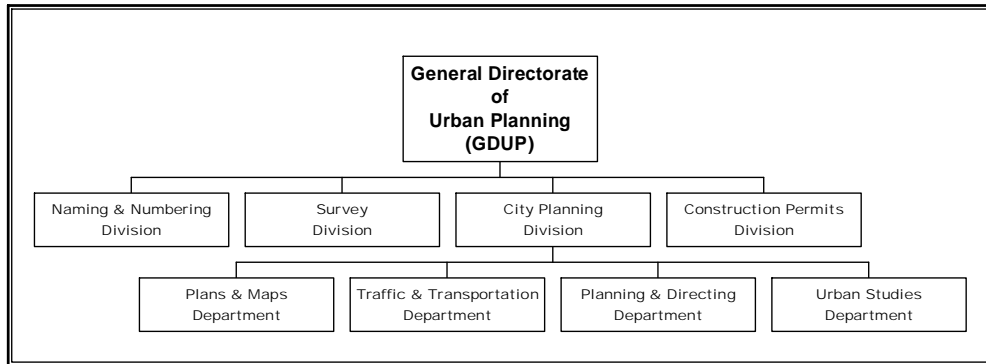 General Directorate
of
Urban Planning
(GDUP)
Naming & Numbering
Division
Survey
Division
City Planning
Division
Construction Permits
Division
Plans & Maps
Department
Traffic & Transportation
Department
Planning & Directing
Department
Urban Studies
Department